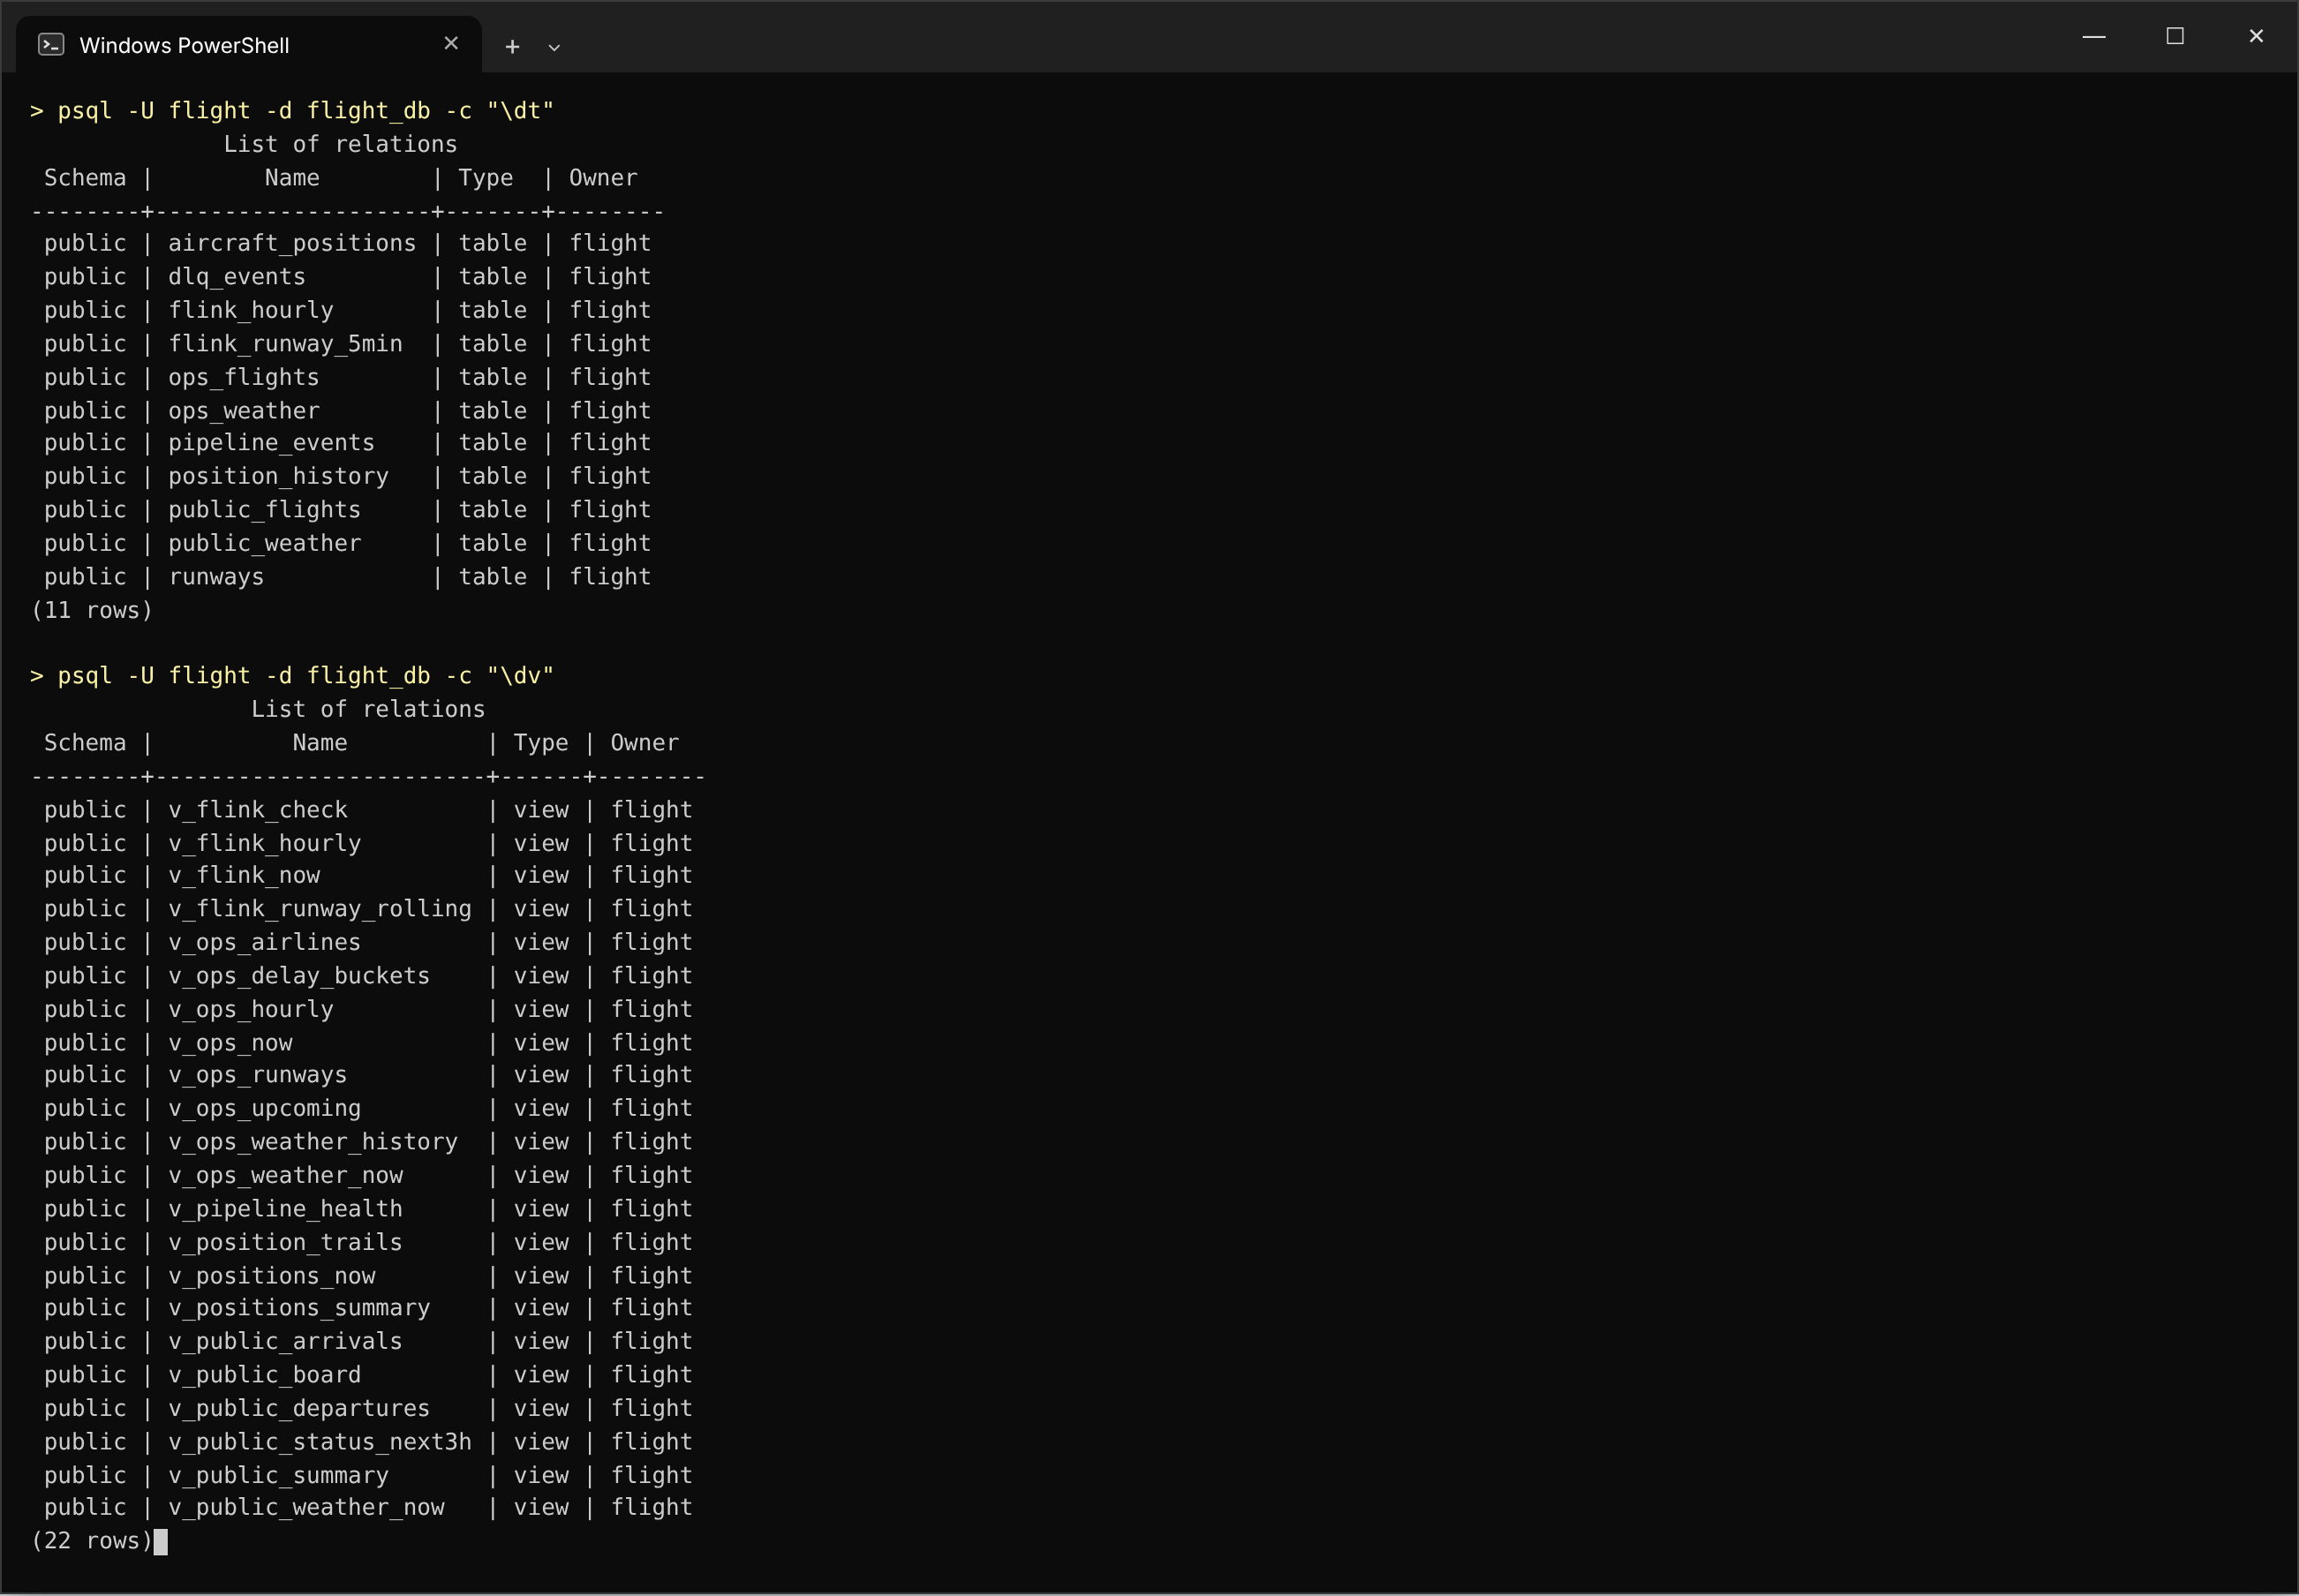 Windows PowerShell
> psql -U flight -d flight_db -c "\dt"
              List of relations
 Schema |        Name        | Type  | Owner
--------+--------------------+-------+--------
 public | aircraft_positions | table | flight
 public | dlq_events         | table | flight
 public | flink_hourly       | table | flight
 public | flink_runway_5min  | table | flight
 public | ops_flights        | table | flight
 public | ops_weather        | table | flight
 public | pipeline_events    | table | flight
 public | position_history   | table | flight
 public | public_flights     | table | flight
 public | public_weather     | table | flight
 public | runways            | table | flight
(11 rows)

> psql -U flight -d flight_db -c "\dv"
                List of relations
 Schema |          Name          | Type | Owner
--------+------------------------+------+--------
 public | v_flink_check          | view | flight
 public | v_flink_hourly         | view | flight
 public | v_flink_now            | view | flight
 public | v_flink_runway_rolling | view | flight
 public | v_ops_airlines         | view | flight
 public | v_ops_delay_buckets    | view | flight
 public | v_ops_hourly           | view | flight
 public | v_ops_now              | view | flight
 public | v_ops_runways          | view | flight
 public | v_ops_upcoming         | view | flight
 public | v_ops_weather_history  | view | flight
 public | v_ops_weather_now      | view | flight
 public | v_pipeline_health      | view | flight
 public | v_position_trails      | view | flight
 public | v_positions_now        | view | flight
 public | v_positions_summary    | view | flight
 public | v_public_arrivals      | view | flight
 public | v_public_board         | view | flight
 public | v_public_departures    | view | flight
 public | v_public_status_next3h | view | flight
 public | v_public_summary       | view | flight
 public | v_public_weather_now   | view | flight
(22 rows)